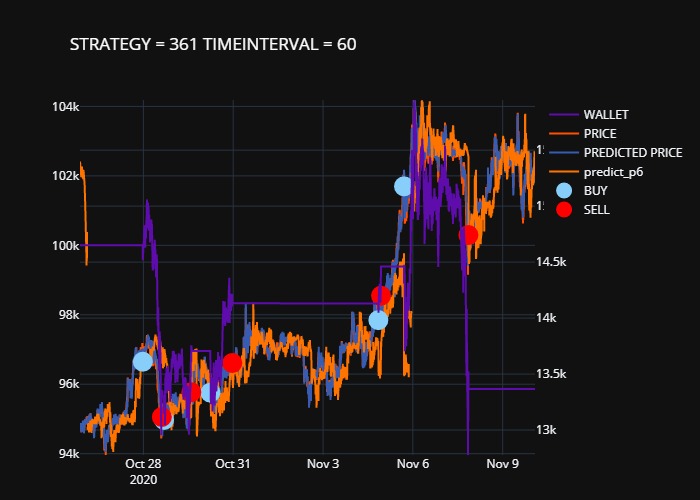 STRATEGY = 361 TIMEINTERVAL = 60
104k
102k
100k
98k
96k
94k
14.5k
14k
13.5k
13k
Oct 28
2020
Oct 31
Nov 3
Nov 6
Nov 9
WALLET
PRICE
PREDICTED PRICE
predict_p6
BUY
SELL